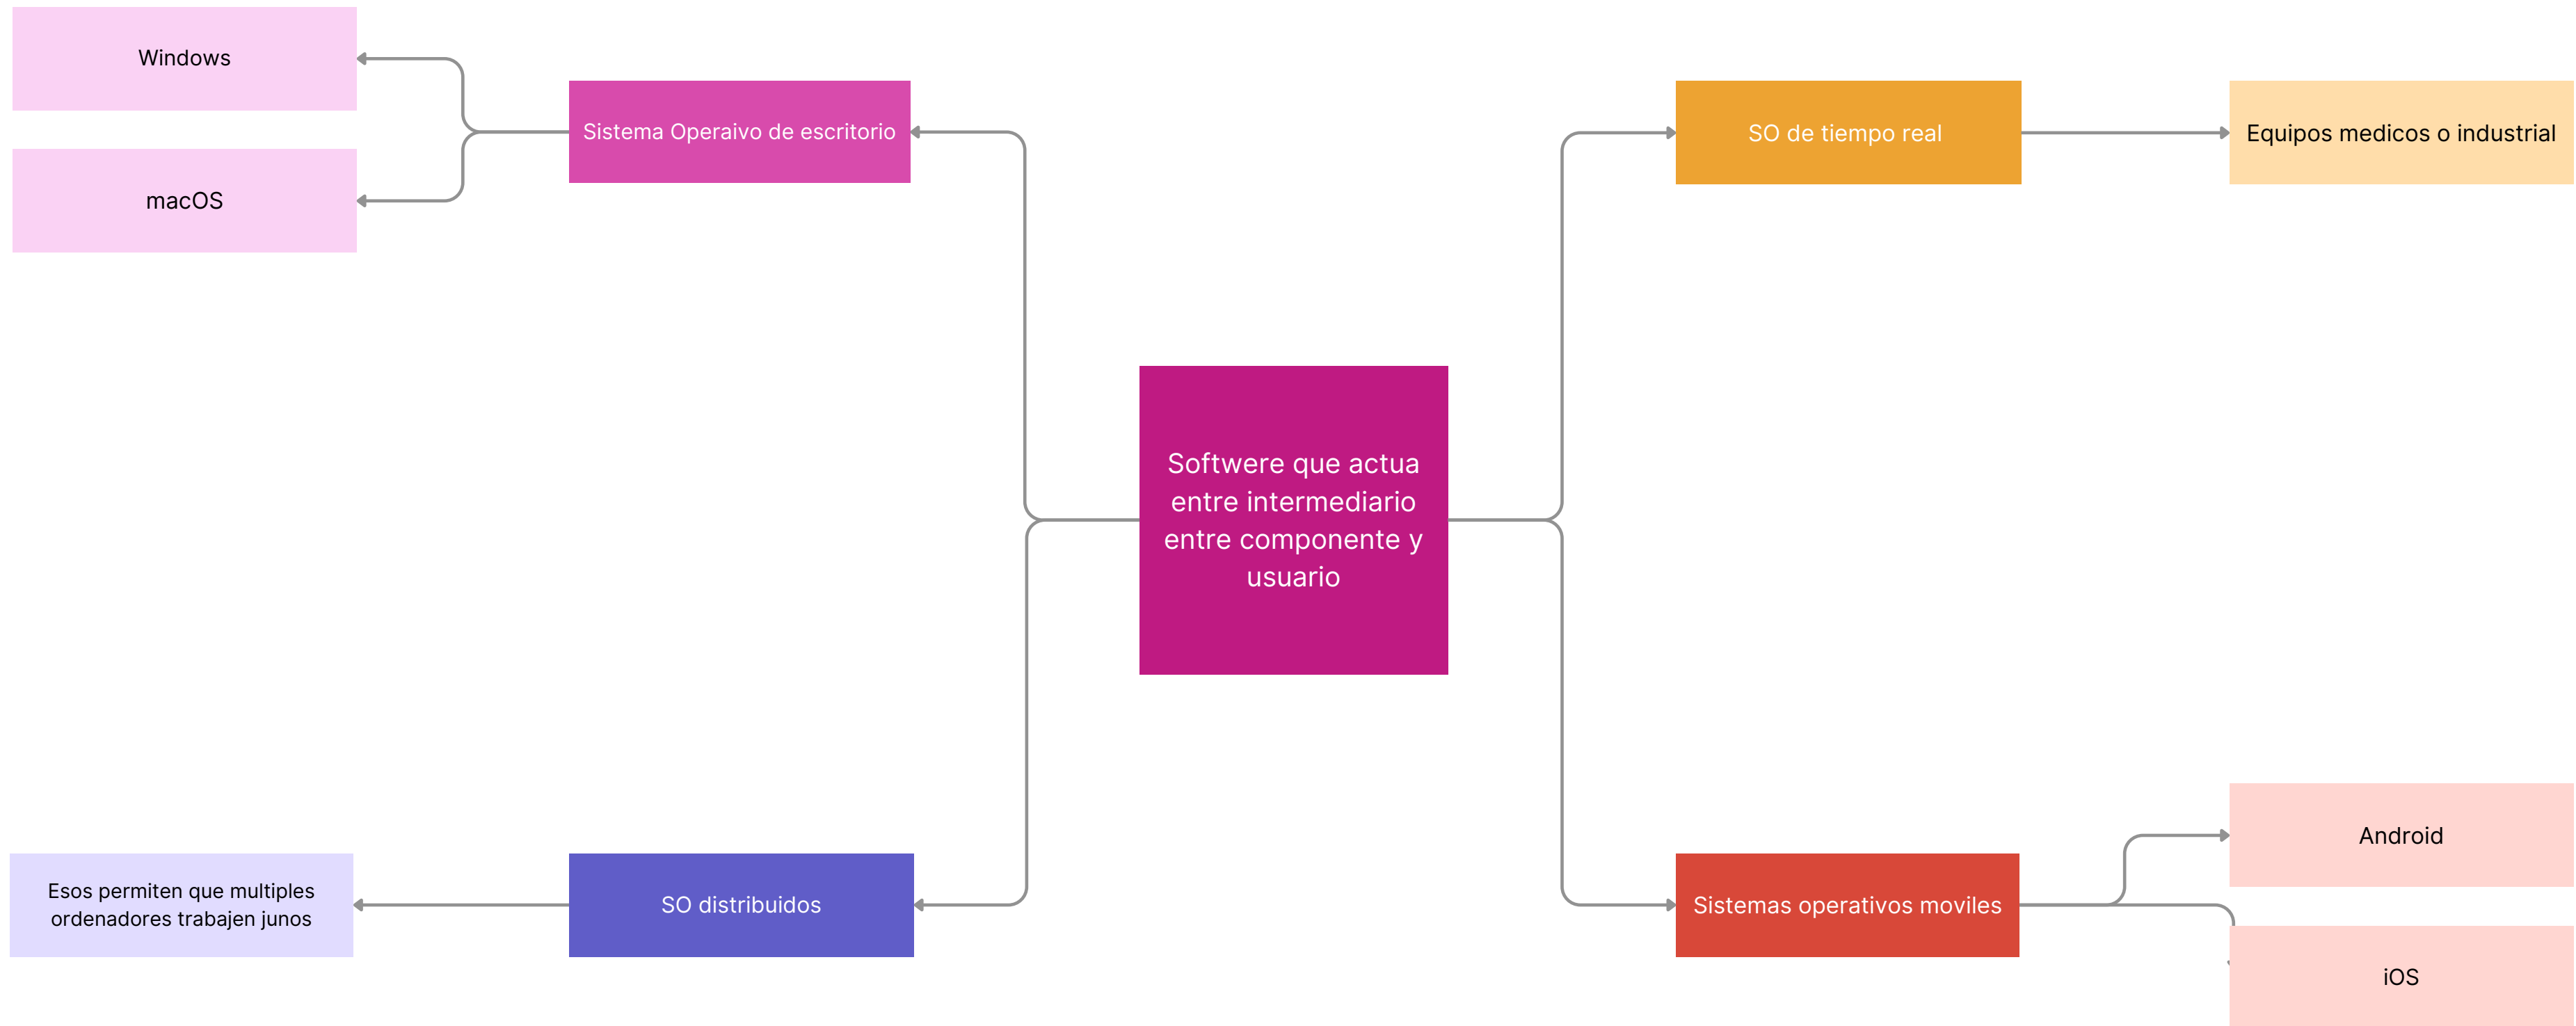 Windows
macOS
Sistema Operaivo de escritorio
SO de tiempo real
Equipos medicos o industrial
Softwere que actua
entre intermediario
entre componente y
usuario
Esos permiten que multiples
ordenadores trabajen junos
SO distribuidos
Sistemas operativos moviles
Android
iOS